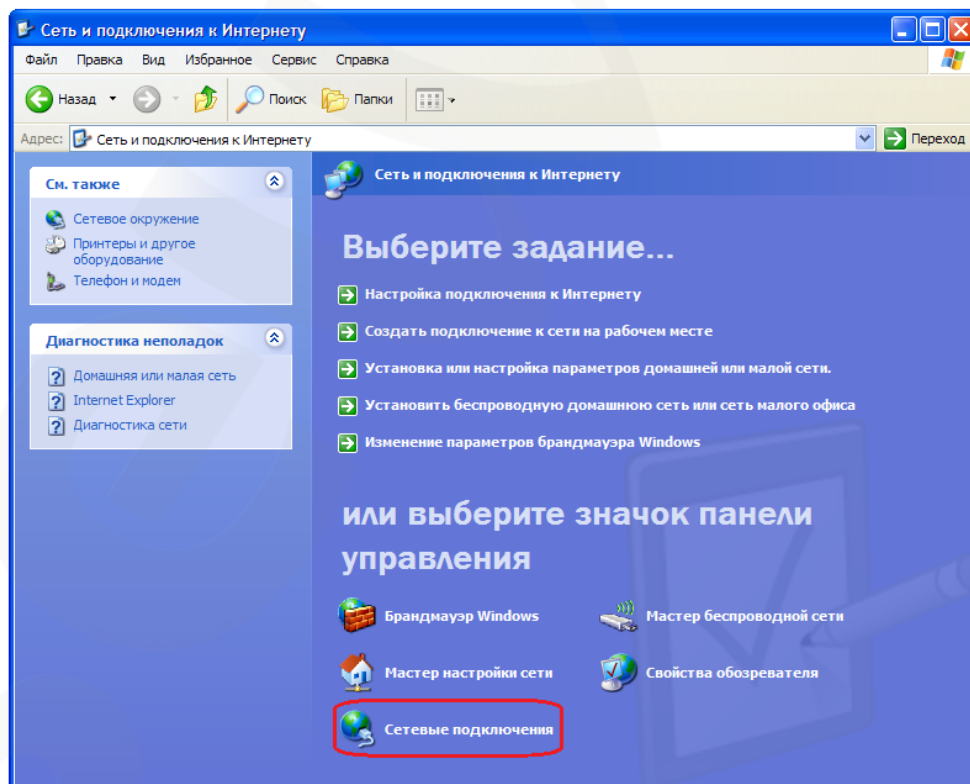 Сеть и подключения к Интернету
Файл Правка Вид Избранное Сервис Справка
Назад Поиск Папки
Адрес: Сеть и подключения к Интернету Переход
См. также
Сетевое окружение
Принтеры и другое
оборудование
Телефон и модем
Диагностика неполадок
Домашняя или малая сеть
Internet Explorer
Диагностика сети
Сеть и подключения к Интернету
Выберите задание...
Настройка подключения к Интернету
Создать подключение к сети на рабочем месте
Установка или настройка параметров домашней или малой сети.
Установить беспроводную домашнюю сеть или сеть малого офиса
Изменение параметров брандмауэра Windows
или выберите значок панели
управления
Брандмауэр Windows
Мастер беспроводной сети
Мастер настройки сети
Свойства обозревателя
Сетевые подключения